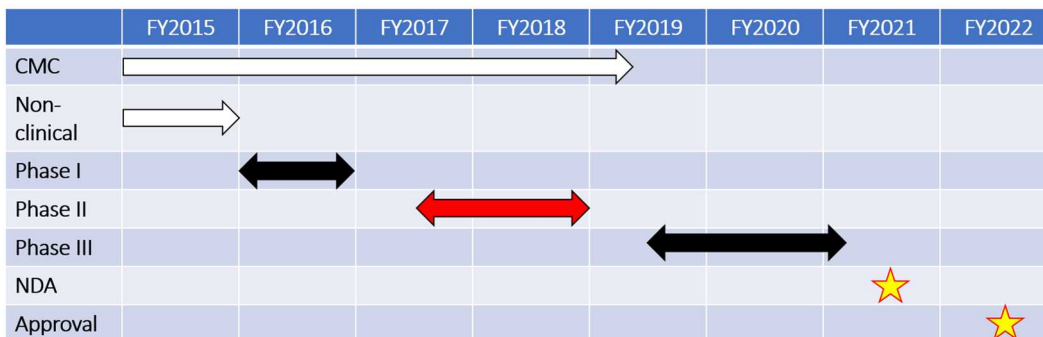 FY2015 FY2016 FY2017 FY2018 FY2019 FY2020 FY2021 FY2022
CMC
Non-
clinical
Phase I
Phase II
Phase III
NDA
Approval